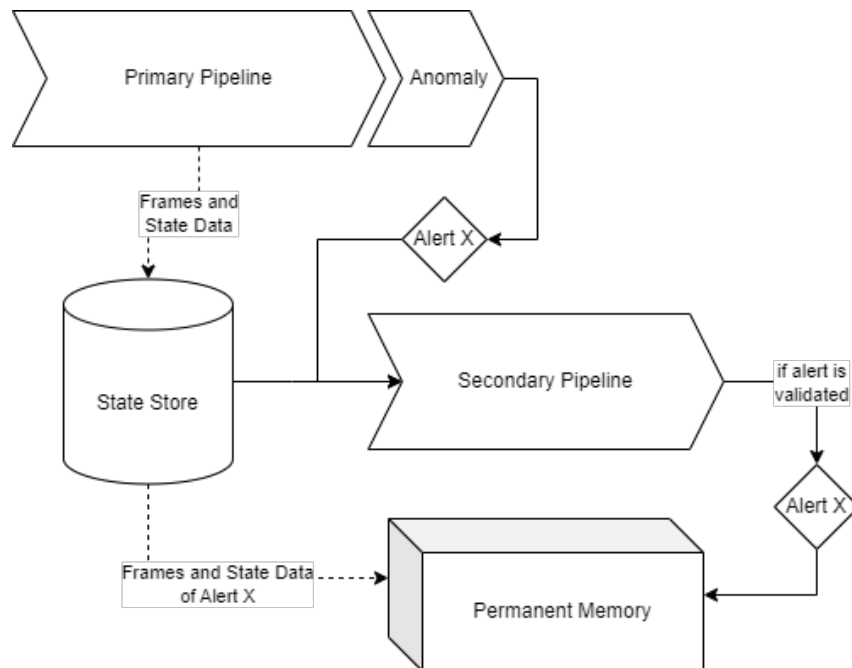 Primary Pipeline
Anomaly
Frames and
State Data
Alert X
State Store
Secondary Pipeline
if alert is
validated
Alert X
Frames and State Data
of Alert X
Permanent Memory